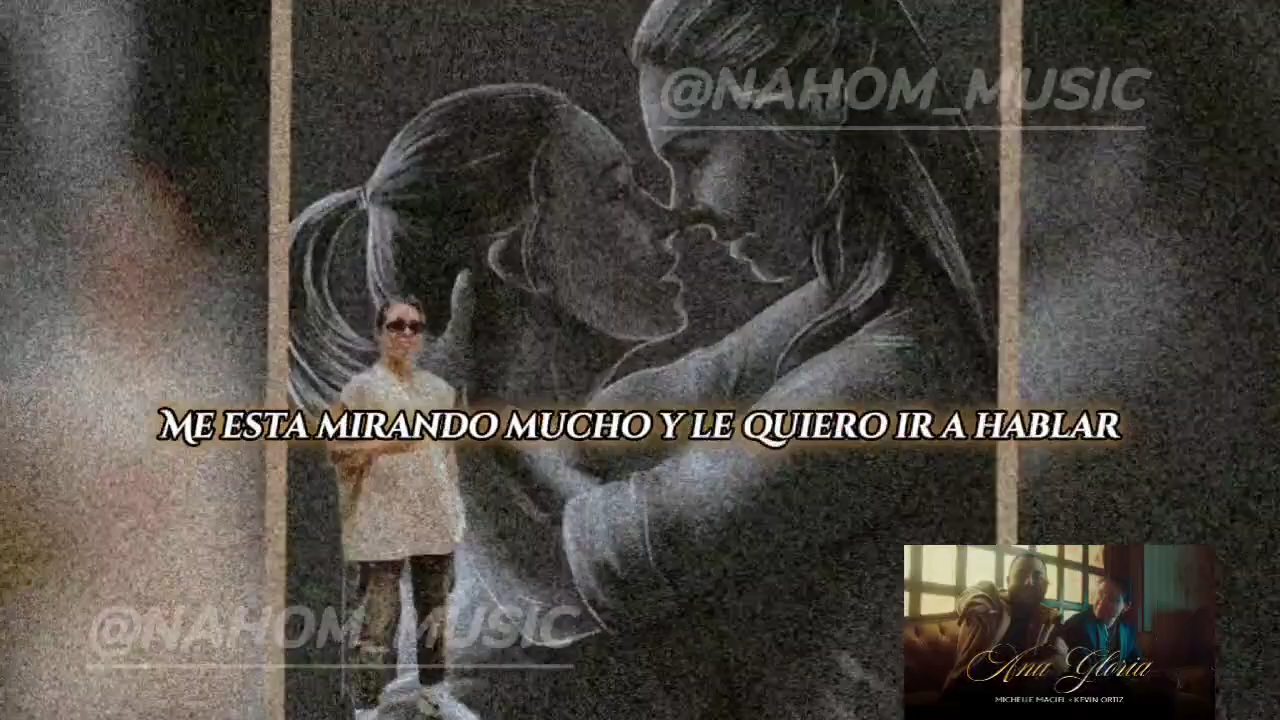 @NAHOM_MUSIC
ME ESTA MIRANDO MUCHO Y LE QUIERO IR A HABLAR
@NAHOM_MUSIC
Ana Gloria
MICHELLE MACIEL - KEVIN ORTIZ